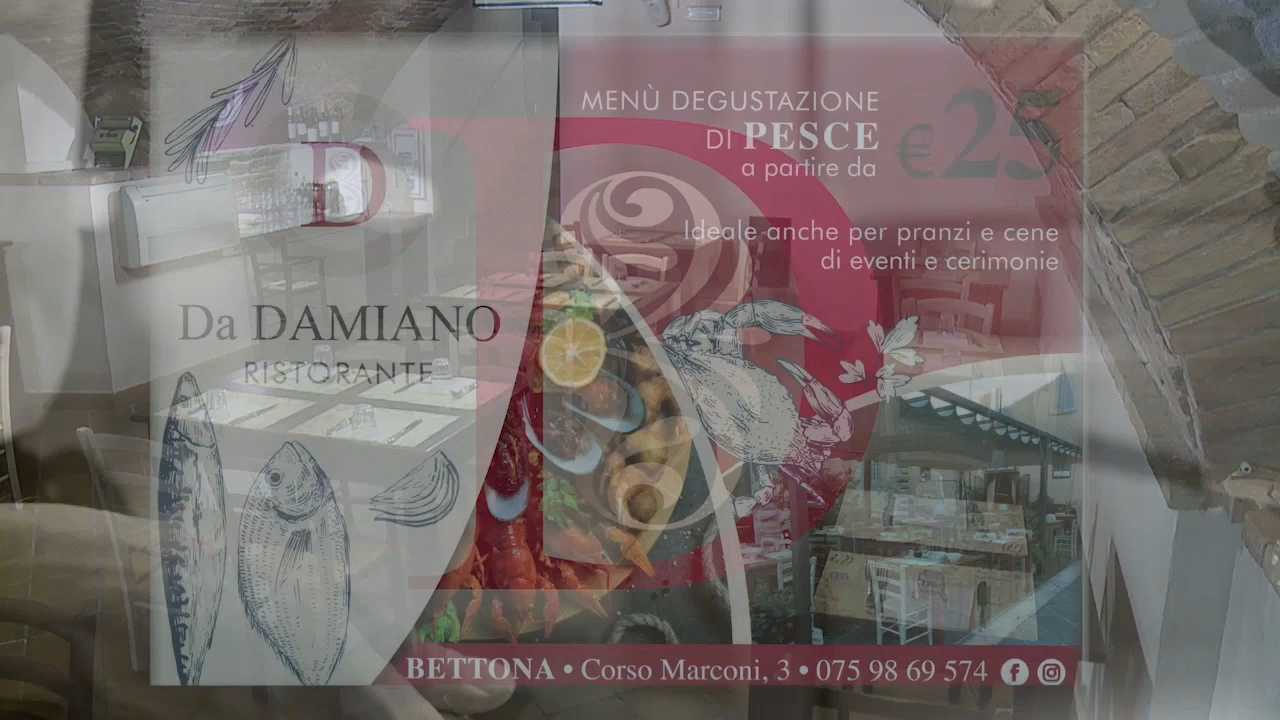 D
Da DAMIANO
RISTORANTE
MENÙ DEGUSTAZIONE
DI PESCE
a partire da
€25
Ideale anche per pranzi e cene
di eventi e cerimonie
BETTONA • Corso Marconi, 3 • 075 98 69 574